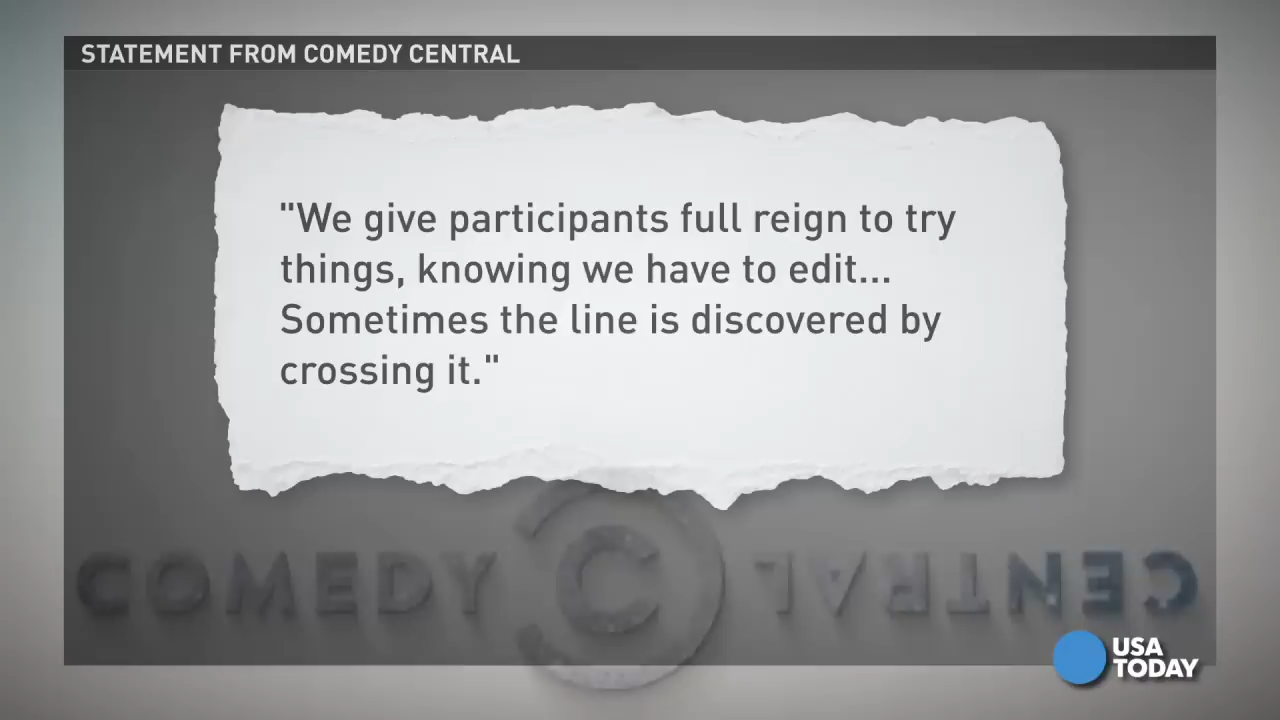 STATEMENT FROM COMEDY CENTRAL
"We give participants full reign to try
things, knowing we have to edit...
Sometimes the line is discovered by
crossing it."
COMEDY CENTRAL
USA
TODAY